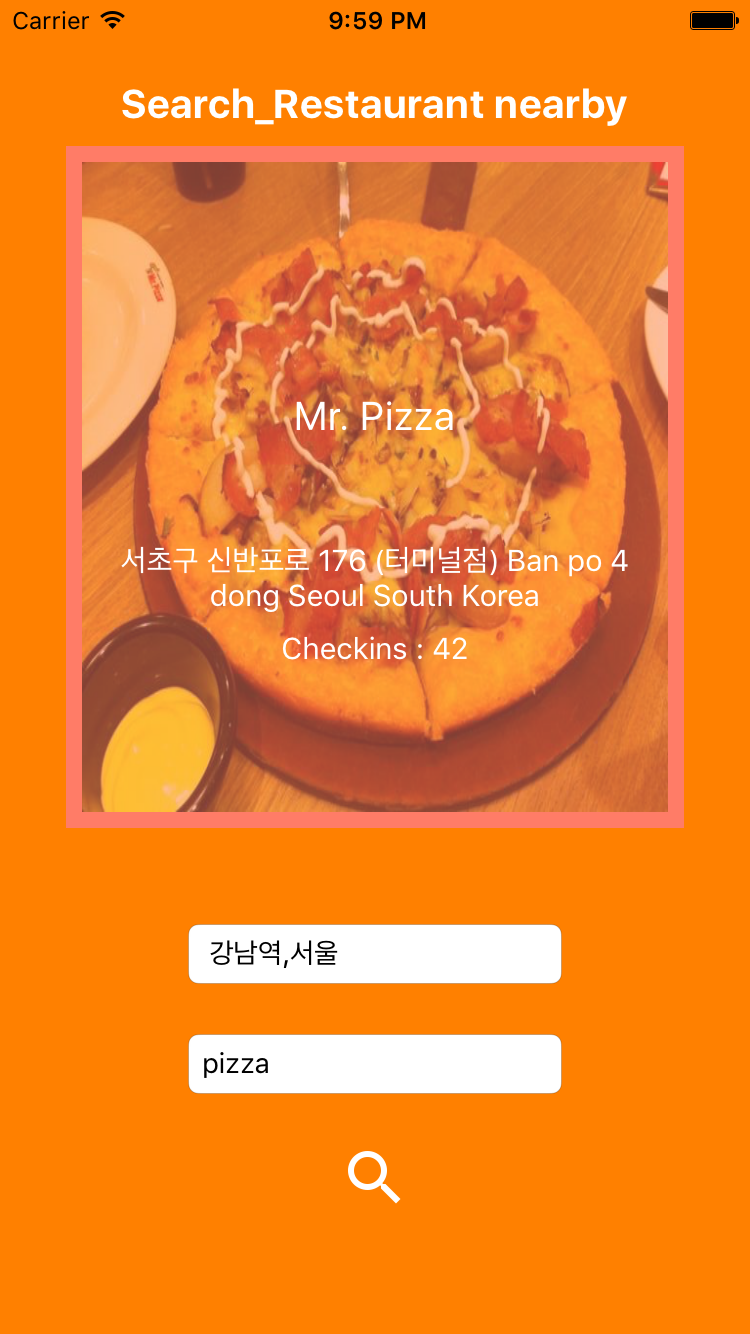 Carrier 9:59 PM
Search_Restaurant nearby
Mr. Pizza
서초구 신반포로 176 (터미널점) Ban po 4
dong Seoul South Korea
Checkins : 42
강남역,서울
pizza